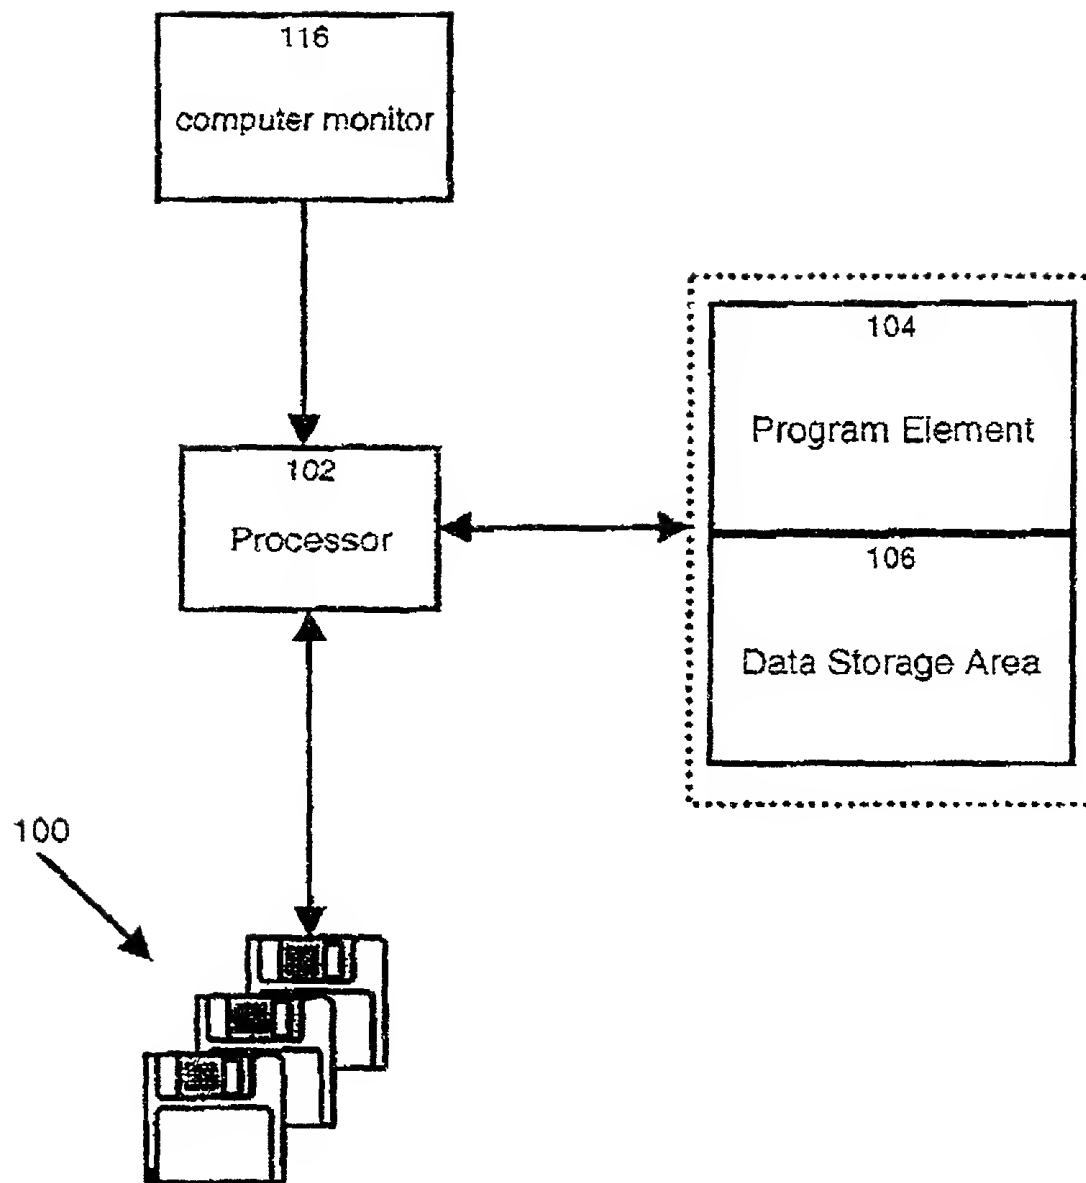 116
computer monitor
104
Program Element
102
Processor
106
Data Storage Area
100